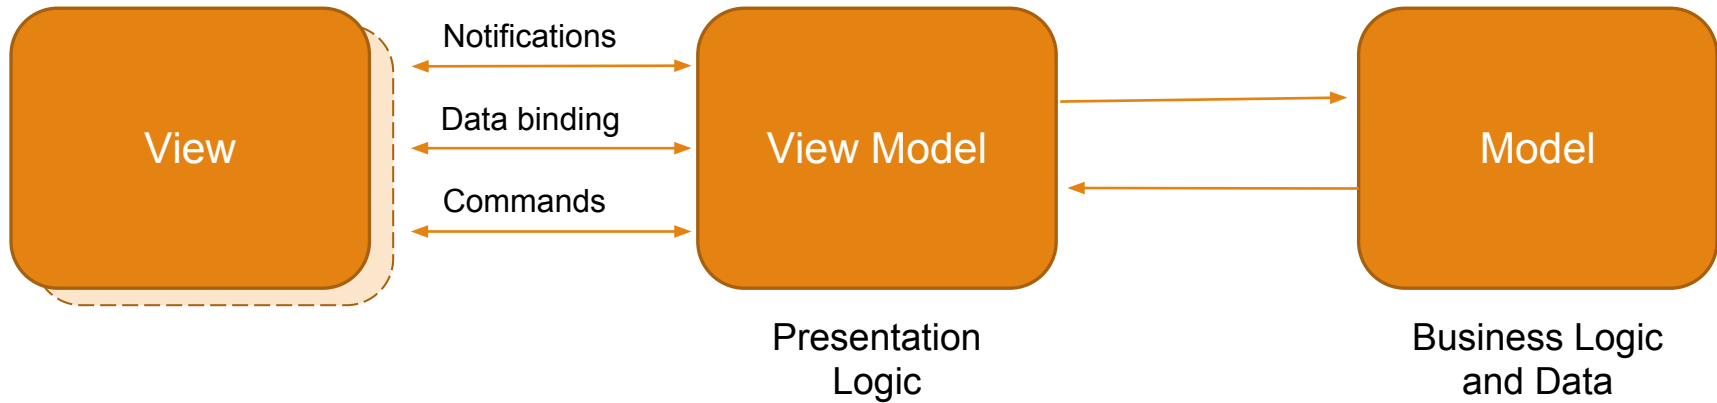 Notifications
Data binding
Commands
View
View Model
Model
Presentation
Logic
Business Logic
and Data